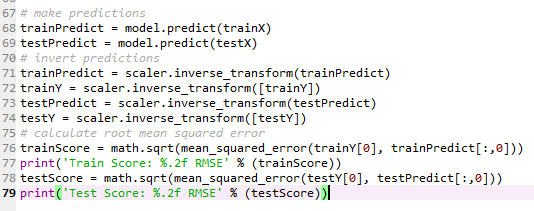 67 # make predictions
68 trainPredict = model.predict(trainX)
69 testPredict = model.predict(testX)
70 # invert predictions
71 trainPredict = scaler.inverse_transform(trainPredict)
72 trainY = scaler.inverse_transform([trainY])
73 testPredict = scaler.inverse_transform(testPredict)
74 testY = scaler.inverse_transform([testY])
75 # calculate root mean squared error
76 trainScore = math.sqrt(mean_squared_error(trainY[0], trainPredict[:,0]))
77 print('Train Score: %.2f RMSE' % (trainScore))
78 testScore = math.sqrt(mean_squared_error(testY[0], testPredict[:,0]))
79 print('Test Score: %.2f RMSE' % (testScore))